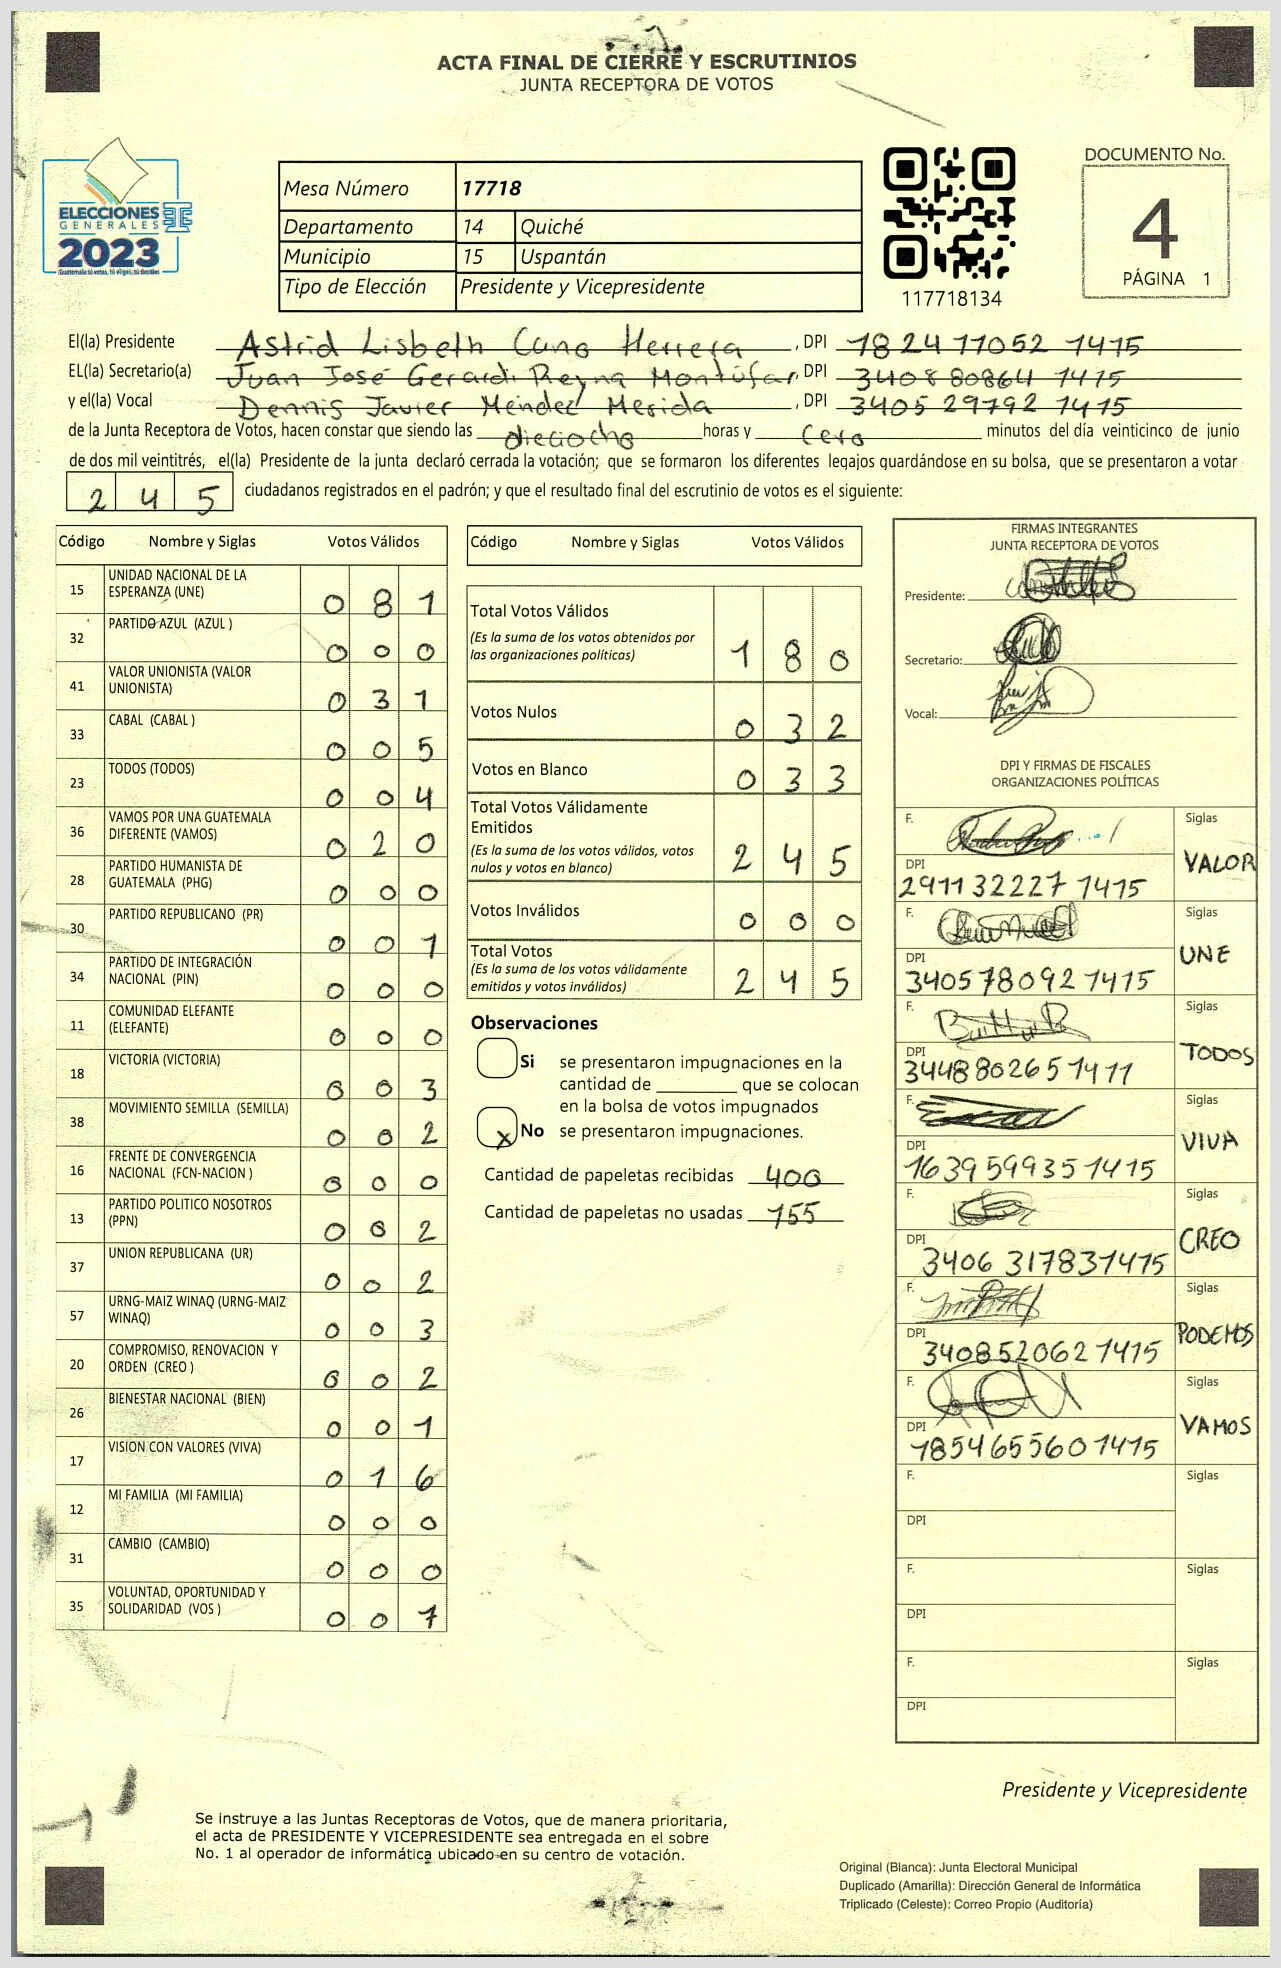 ACTA FINAL DE CIERRE Y ESCRUTINIOS
JUNTA RECEPTORA DE VOTOS
ELECCIONES
GENERALES
2023
Mesa Número 17718
Departamento 14 Quiché
Municipio 15 Uspantán
Tipo de Elección Presidente y Vicepresidente
117718134
DOCUMENTO No.
4
PÁGINA 1
El(la) Presidente Astrid Lisbeth Cano Herrera, DPI 1824 11052 1415
EL(la) Secretario(a) Juan José Gerardi Reyna Montúfar, DPI 3408 80864 1415
y el(la) Vocal Dennis Javier Méndez Merida, DPI 3405 29792 1415
de la Junta Receptora de Votos, hacen constar que siendo las dieciocho horas y cero minutos del día veinticinco de junio
de dos mil veintitrés, el(la) Presidente de la junta declaró cerrada la votación; que se formaron los diferentes legajos guardándose en su bolsa, que se presentaron a votar
2 4 5 ciudadanos registrados en el padrón; y que el resultado final del escrutinio de votos es el siguiente:
Código Nombre y Siglas Votos Válidos
15 UNIDAD NACIONAL DE LA ESPERANZA (UNE) 0 8 1
32 PARTIDO AZUL (AZUL ) 0 0 0
41 VALOR UNIONISTA (VALOR UNIONISTA) 0 3 1
33 CABAL (CABAL ) 0 0 5
23 TODOS (TODOS) 0 0 4
36 VAMOS POR UNA GUATEMALA DIFERENTE (VAMOS) 0 2 0
28 PARTIDO HUMANISTA DE GUATEMALA (PHG) 0 0 0
30 PARTIDO REPUBLICANO (PR) 0 0 1
34 PARTIDO DE INTEGRACIÓN NACIONAL (PIN) 0 0 0
11 COMUNIDAD ELEFANTE (ELEFANTE) 0 0 0
18 VICTORIA (VICTORIA) 0 0 3
38 MOVIMIENTO SEMILLA (SEMILLA) 0 0 2
16 FRENTE DE CONVERGENCIA NACIONAL (FCN-NACION ) 0 0 0
13 PARTIDO POLITICO NOSOTROS (PPN) 0 0 2
37 UNION REPUBLICANA (UR) 0 0 2
57 URNG-MAIZ WINAQ (URNG-MAIZ WINAQ) 0 0 3
20 COMPROMISO, RENOVACION Y ORDEN (CREO ) 0 0 2
26 BIENESTAR NACIONAL (BIEN) 0 0 1
17 VISION CON VALORES (VIVA) 0 1 6
12 MI FAMILIA (MI FAMILIA) 0 0 0
31 CAMBIO (CAMBIO) 0 0 0
35 VOLUNTAD, OPORTUNIDAD Y SOLIDARIDAD (VOS ) 0 0 7
Código Nombre y Siglas Votos Válidos
Total Votos Válidos
(Es la suma de los votos obtenidos por
las organizaciones políticas) 1 8 0
Votos Nulos 0 3 2
Votos en Blanco 0 3 3
Total Votos Válidamente
Emitidos
(Es la suma de los votos válidos, votos
nulos y votos en blanco) 2 4 5
Votos Inválidos 0 0 0
Total Votos
(Es la suma de los votos válidamente
emitidos y votos inválidos) 2 4 5
Observaciones
Si se presentaron impugnaciones en la
cantidad de ________ que se colocan
en la bolsa de votos impugnados
X No se presentaron impugnaciones.
Cantidad de papeletas recibidas 400
Cantidad de papeletas no usadas 155
FIRMAS INTEGRANTES
JUNTA RECEPTORA DE VOTOS
Presidente:
Secretario:
Vocal:
DPI Y FIRMAS DE FISCALES
ORGANIZACIONES POLÍTICAS
F. Siglas
DPI 291132227 1415 VALOR
F. Siglas
DPI 340578092 1415 UNE
F. Siglas
DPI 344880265 1411 TODOS
F. Siglas
DPI 163959935 1415 VIVA
F. Siglas
DPI 3406 31783 1415 CREO
F. Siglas
DPI 340852062 1415 PODEMOS
F. Siglas
DPI 185465560 1415 VAMOS
F. Siglas
DPI
F. Siglas
DPI
F. Siglas
DPI
Presidente y Vicepresidente
Se instruye a las Juntas Receptoras de Votos, que de manera prioritaria,
el acta de PRESIDENTE Y VICEPRESIDENTE sea entregada en el sobre
No. 1 al operador de informática ubicado en su centro de votación.
Original (Blanca): Junta Electoral Municipal
Duplicado (Amarilla): Dirección General de Informática
Triplicado (Celeste): Correo Propio (Auditoría)